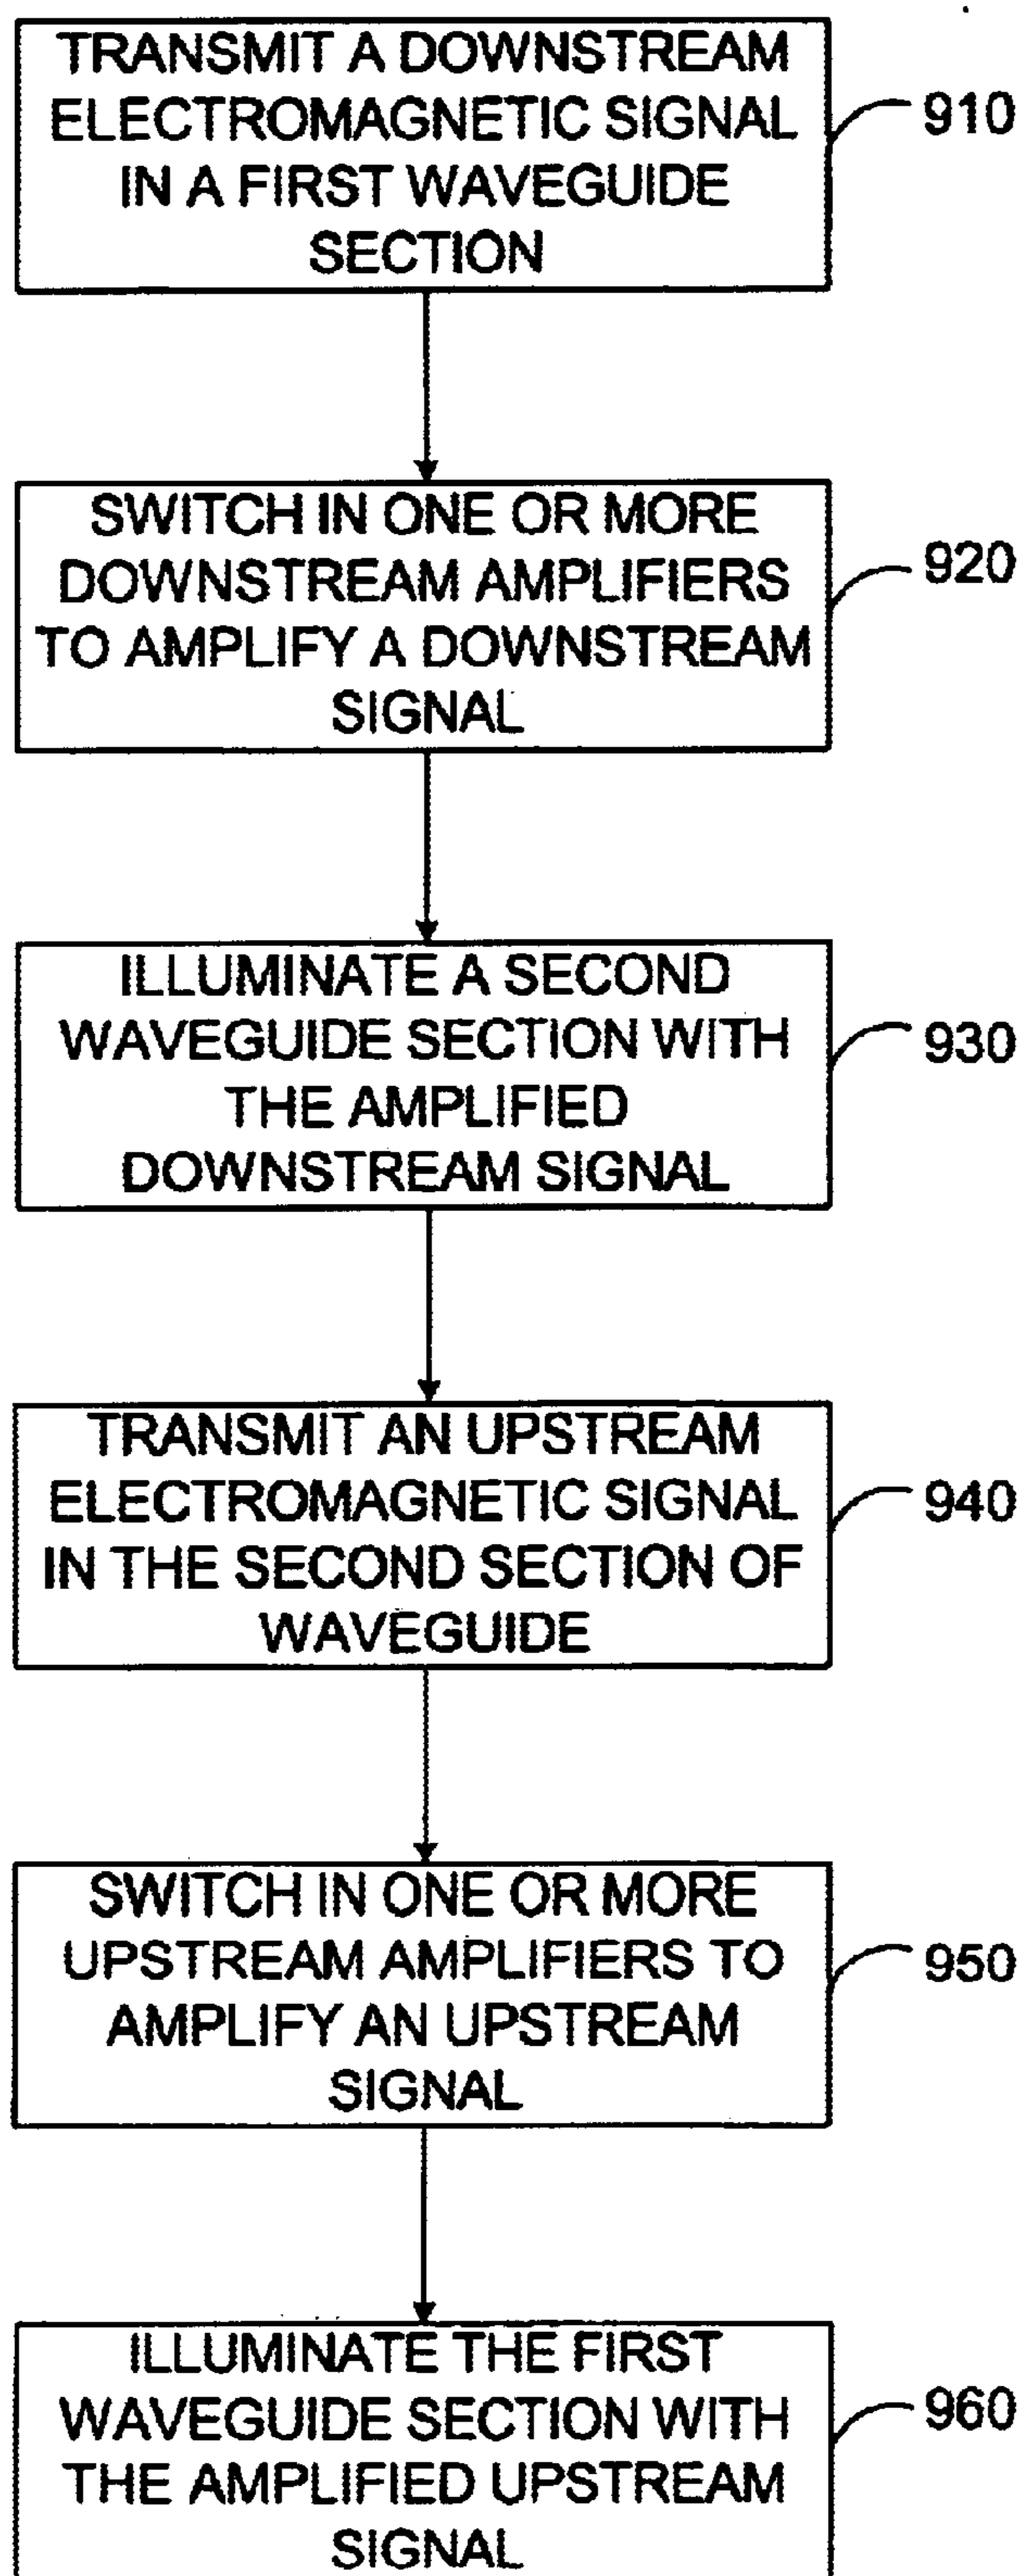 TRANSMIT A DOWNSTREAM
ELECTROMAGNETIC SIGNAL
IN A FIRST WAVEGUIDE
SECTION
910
SWITCH IN ONE OR MORE
DOWNSTREAM AMPLIFIERS
TO AMPLIFY A DOWNSTREAM
SIGNAL
920
ILLUMINATE A SECOND
WAVEGUIDE SECTION WITH
THE AMPLIFIED
DOWNSTREAM SIGNAL
930
TRANSMIT AN UPSTREAM
ELECTROMAGNETIC SIGNAL
IN THE SECOND SECTION OF
WAVEGUIDE
940
SWITCH IN ONE OR MORE
UPSTREAM AMPLIFIERS TO
AMPLIFY AN UPSTREAM
SIGNAL
950
ILLUMINATE THE FIRST
WAVEGUIDE SECTION WITH
THE AMPLIFIED UPSTREAM
SIGNAL
960